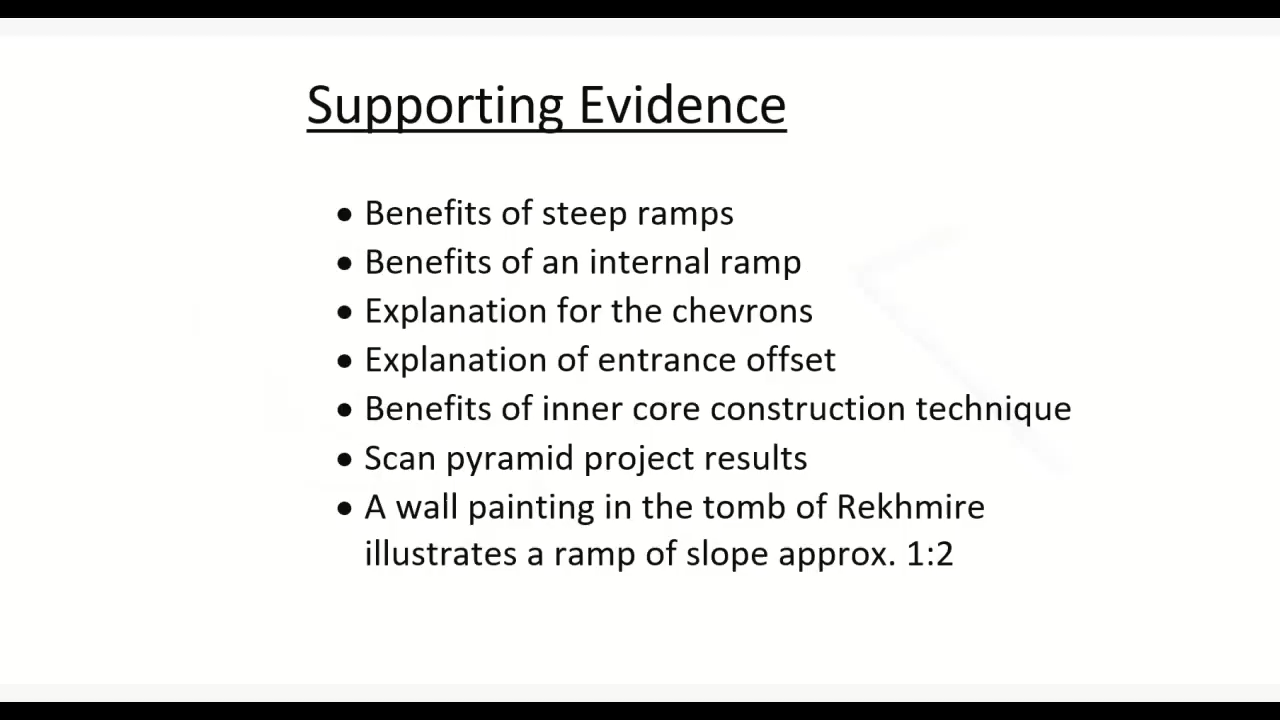 Supporting Evidence
• Benefits of steep ramps
• Benefits of an internal ramp
• Explanation for the chevrons
• Explanation of entrance offset
• Benefits of inner core construction technique
• Scan pyramid project results
• A wall painting in the tomb of Rekhmire
illustrates a ramp of slope approx. 1:2